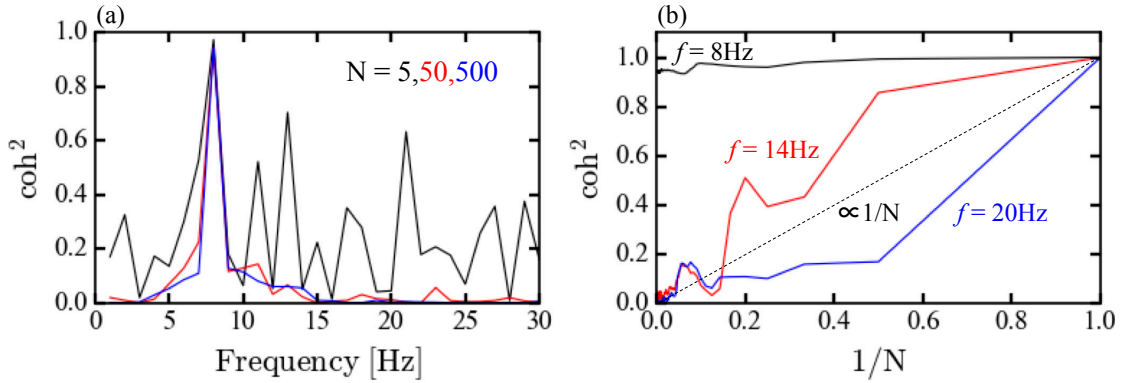 (a)
N = 5,50,500
coh²
1.0
0.8
0.6
0.4
0.2
0.0
0 5 10 15 20 25 30
Frequency [Hz]
(b)
f = 8Hz
f = 14Hz
∝1/N
f = 20Hz
coh²
1.0
0.8
0.6
0.4
0.2
0.0
0.0 0.2 0.4 0.6 0.8 1.0
1/N